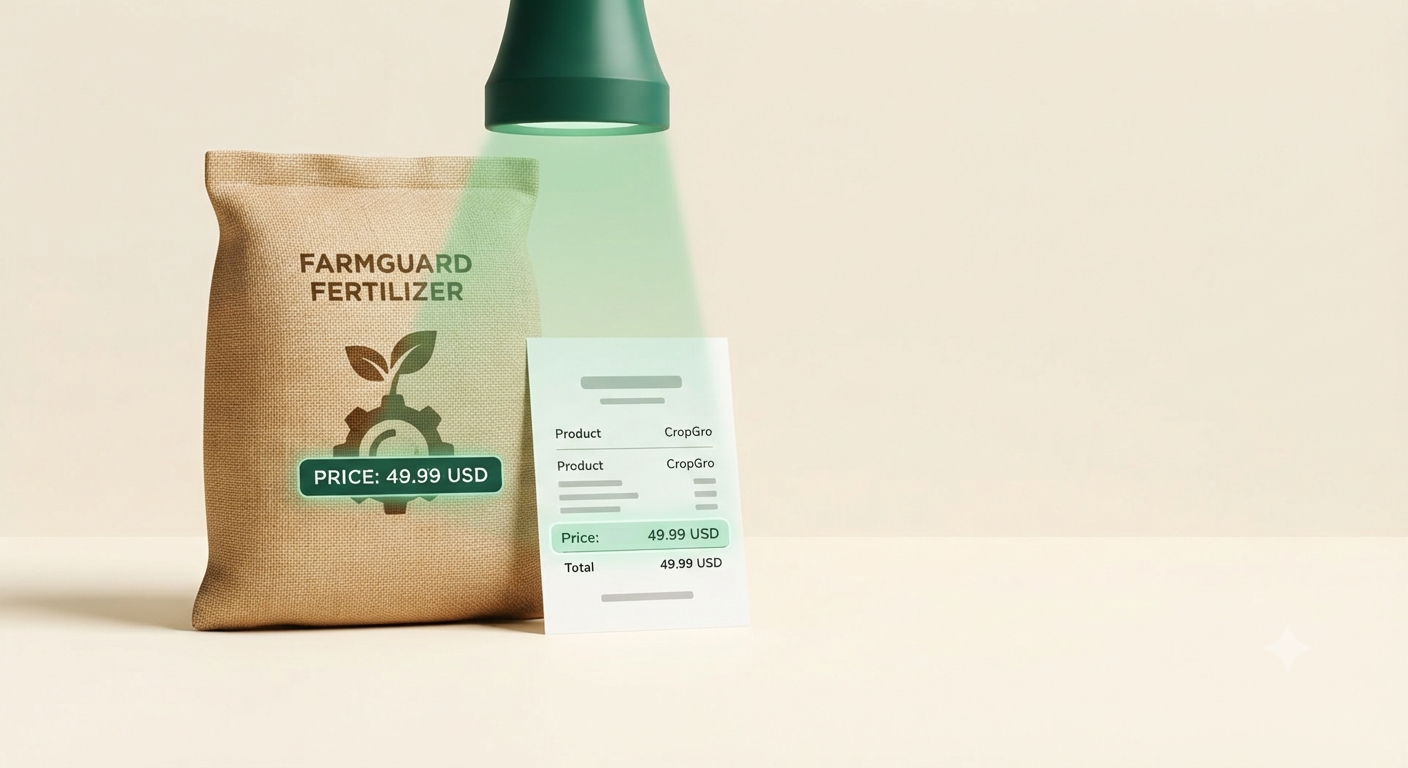 FARMGUARD
FERTILIZER
PRICE: 49.99 USD
Product CropGro
Product CropGro
Price: 49.99 USD
Total 49.99 USD